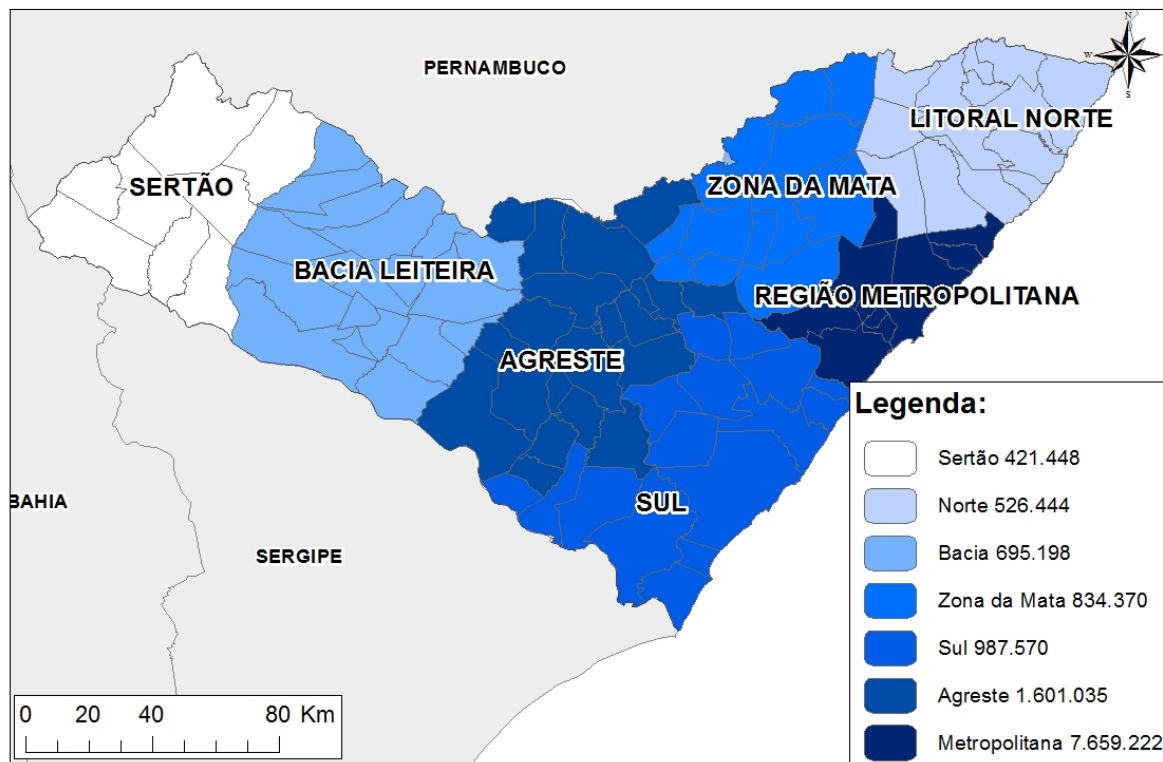 N
W
S
PERNAMBUCO
LITORAL NORTE
SERTÃO
ZONA DA MATA
BACIA LEITEIRA
REGIÃO METROPOLITANA
AGRESTE
SUL
BAHIA
SERGIPE
Legenda:
Sertão 421.448
Norte 526.444
Bacia 695.198
Zona da Mata 834.370
Sul 987.570
Agreste 1.601.035
Metropolitana 7.659.222
0 20 40 80 Km